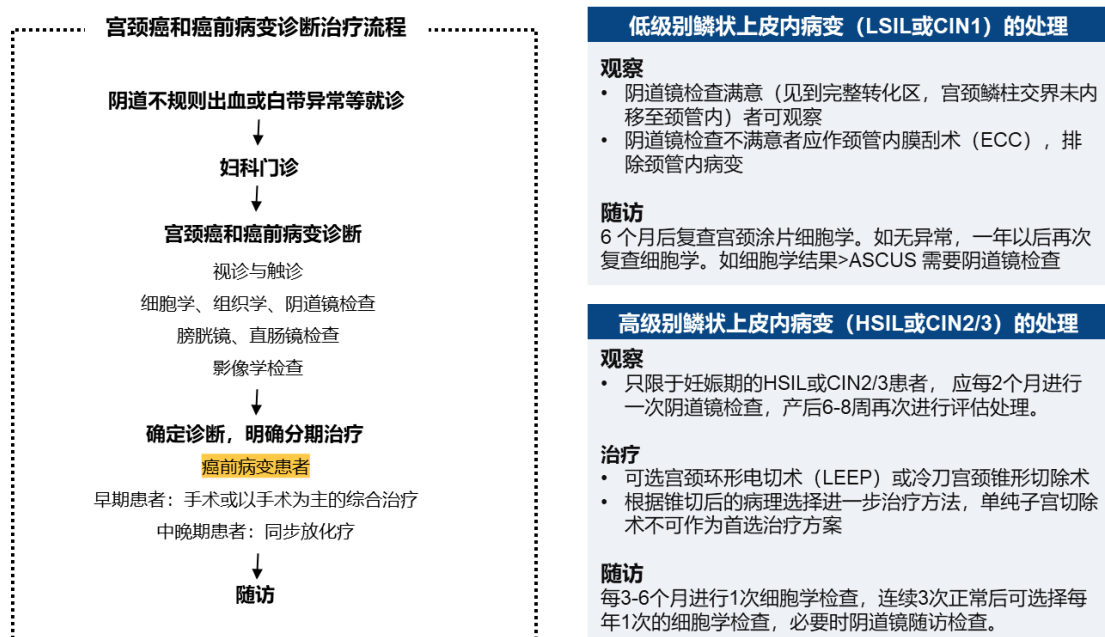 宫颈癌和癌前病变诊断治疗流程
阴道不规则出血或白带异常等就诊
妇科门诊
宫颈癌和癌前病变诊断
视诊与触诊
细胞学、组织学、阴道镜检查
膀胱镜、直肠镜检查
影像学检查
确定诊断，明确分期治疗
癌前病变患者
早期患者：手术或以手术为主的综合治疗
中晚期患者：同步放化疗
随访
低级别鳞状上皮内病变（LSIL或CIN1）的处理
观察
• 阴道镜检查满意（见到完整转化区，宫颈鳞柱交界未内
移至颈管内）者可观察
• 阴道镜检查不满意者应作颈管内膜刮术（ECC），排
除颈管内病变
随访
6 个月后复查宫颈涂片细胞学。如无异常，一年以后再次
复查细胞学。如细胞学结果>ASCUS 需要阴道镜检查
高级别鳞状上皮内病变（HSIL或CIN2/3）的处理
观察
• 只限于妊娠期的HSIL或CIN2/3患者， 应每2个月进行
一次阴道镜检查，产后6-8周再次进行评估处理。
治疗
• 可选宫颈环形电切术（LEEP）或冷刀宫颈锥形切除术
• 根据锥切后的病理选择进一步治疗方法，单纯子宫切除
术不可作为首选治疗方案
随访
每3-6个月进行1次细胞学检查，连续3次正常后可选择每
年1次的细胞学检查，必要时阴道镜随访检查。